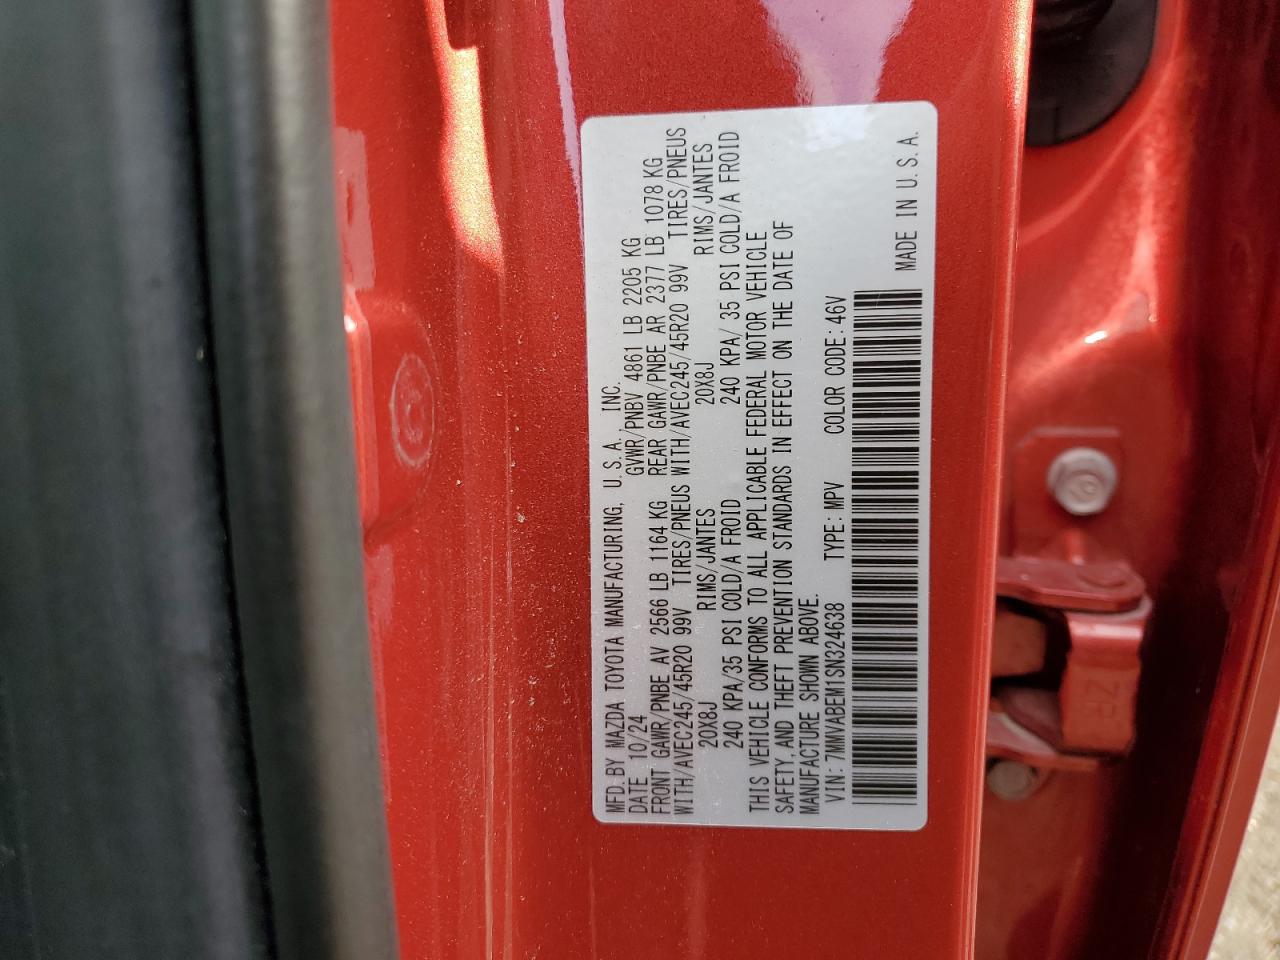 MFD. BY MAZDA TOYOTA MANUFACTURING, U.S.A., INC.
DATE 10/24 GVWR/PNBV 4861 LB 2205 KG
FRONT GAWR/PNBE AV 2566 LB 1164 KG REAR GAWR/PNBE AR 2377 LB 1078 KG
WITH/AVEC245/45R20 99V TIRES/PNEUS WITH/AVEC245/45R20 99V TIRES/PNEUS
20X8J RIMS/JANTES 20X8J RIMS/JANTES
240 KPA/35 PSI COLD/A FROID 240 KPA/ 35 PSI COLD/A FROID
THIS VEHICLE CONFORMS TO ALL APPLICABLE FEDERAL MOTOR VEHICLE
SAFETY, AND THEFT PREVENTION STANDARDS IN EFFECT ON THE DATE OF
MANUFACTURE SHOWN ABOVE.
VIN: 7MMVABEM1SN324638 TYPE: MPV COLOR CODE: 46V
MADE IN U.S.A.